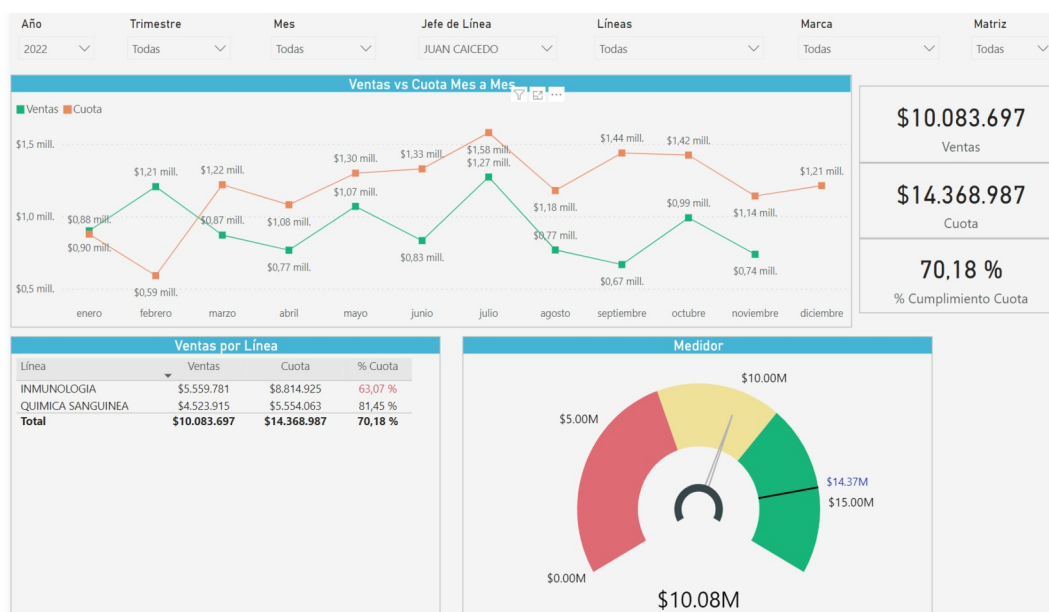 Año Trimestre Mes Jefe de Línea Líneas Marca Matriz
2022 Todas Todas JUAN CAICEDO Todas Todas Todas
Ventas vs Cuota Mes a Mes
Ventas Cuota
$1,5 mill.
$1,0 mill.
$0,5 mill.
$0,88 mill.
$0,90 mill.
$1,21 mill.
$0,59 mill.
$1,22 mill.
$0,87 mill.
$1,08 mill.
$0,77 mill.
$1,30 mill.
$1,07 mill.
$1,33 mill.
$0,83 mill.
$1,58 mill.
$1,27 mill.
$1,18 mill.
$0,77 mill.
$1,44 mill.
$0,67 mill.
$1,42 mill.
$0,99 mill.
$1,14 mill.
$0,74 mill.
$1,21 mill.
enero febrero marzo abril mayo junio julio agosto septiembre octubre noviembre diciembre
$10.083.697
Ventas
$14.368.987
Cuota
70,18 %
% Cumplimiento Cuota
Ventas por Línea
Línea Ventas Cuota % Cuota
INMUNOLOGIA $5.559.781 $8.814.925 63,07 %
QUIMICA SANGUINEA $4.523.915 $5.554.063 81,45 %
Total $10.083.697 $14.368.987 70,18 %
Medidor
$0.00M
$5.00M
$10.00M
$14.37M
$15.00M
$10.08M